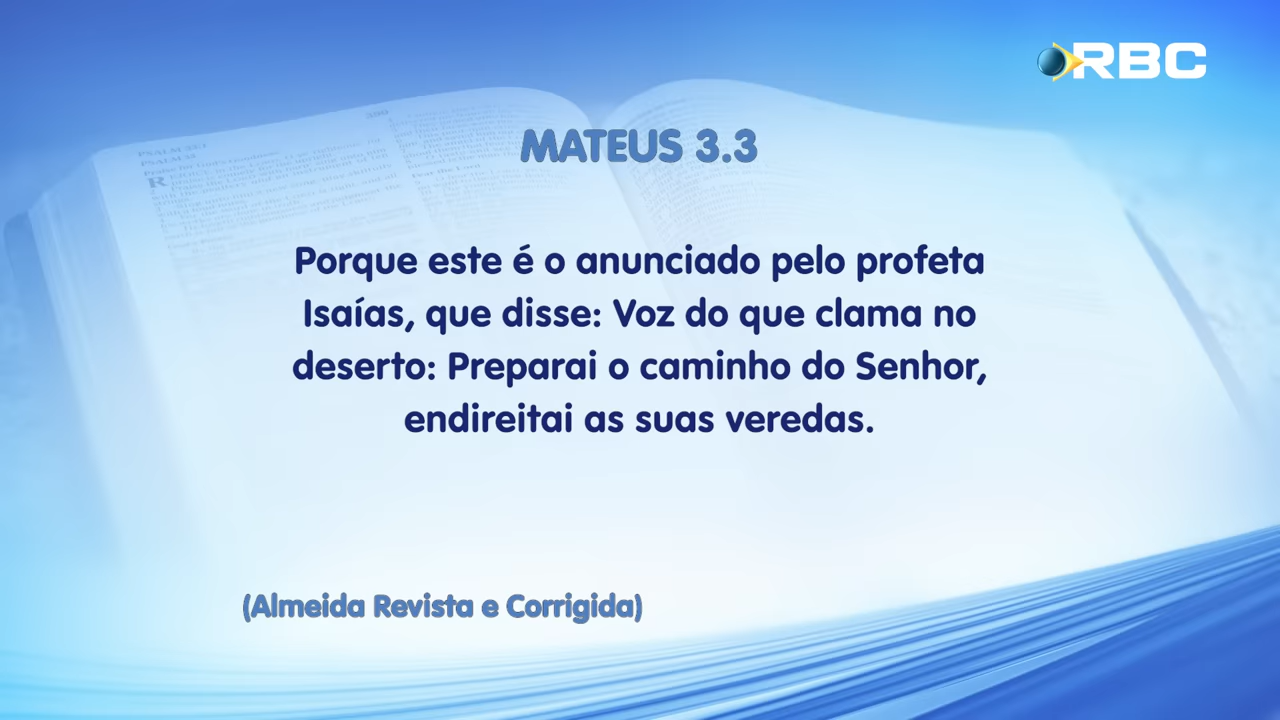 RBC
MATEUS 3.3
Porque este é o anunciado pelo profeta
Isaías, que disse: Voz do que clama no
deserto: Preparai o caminho do Senhor,
endireitai as suas veredas.
(Almeida Revista e Corrigida)